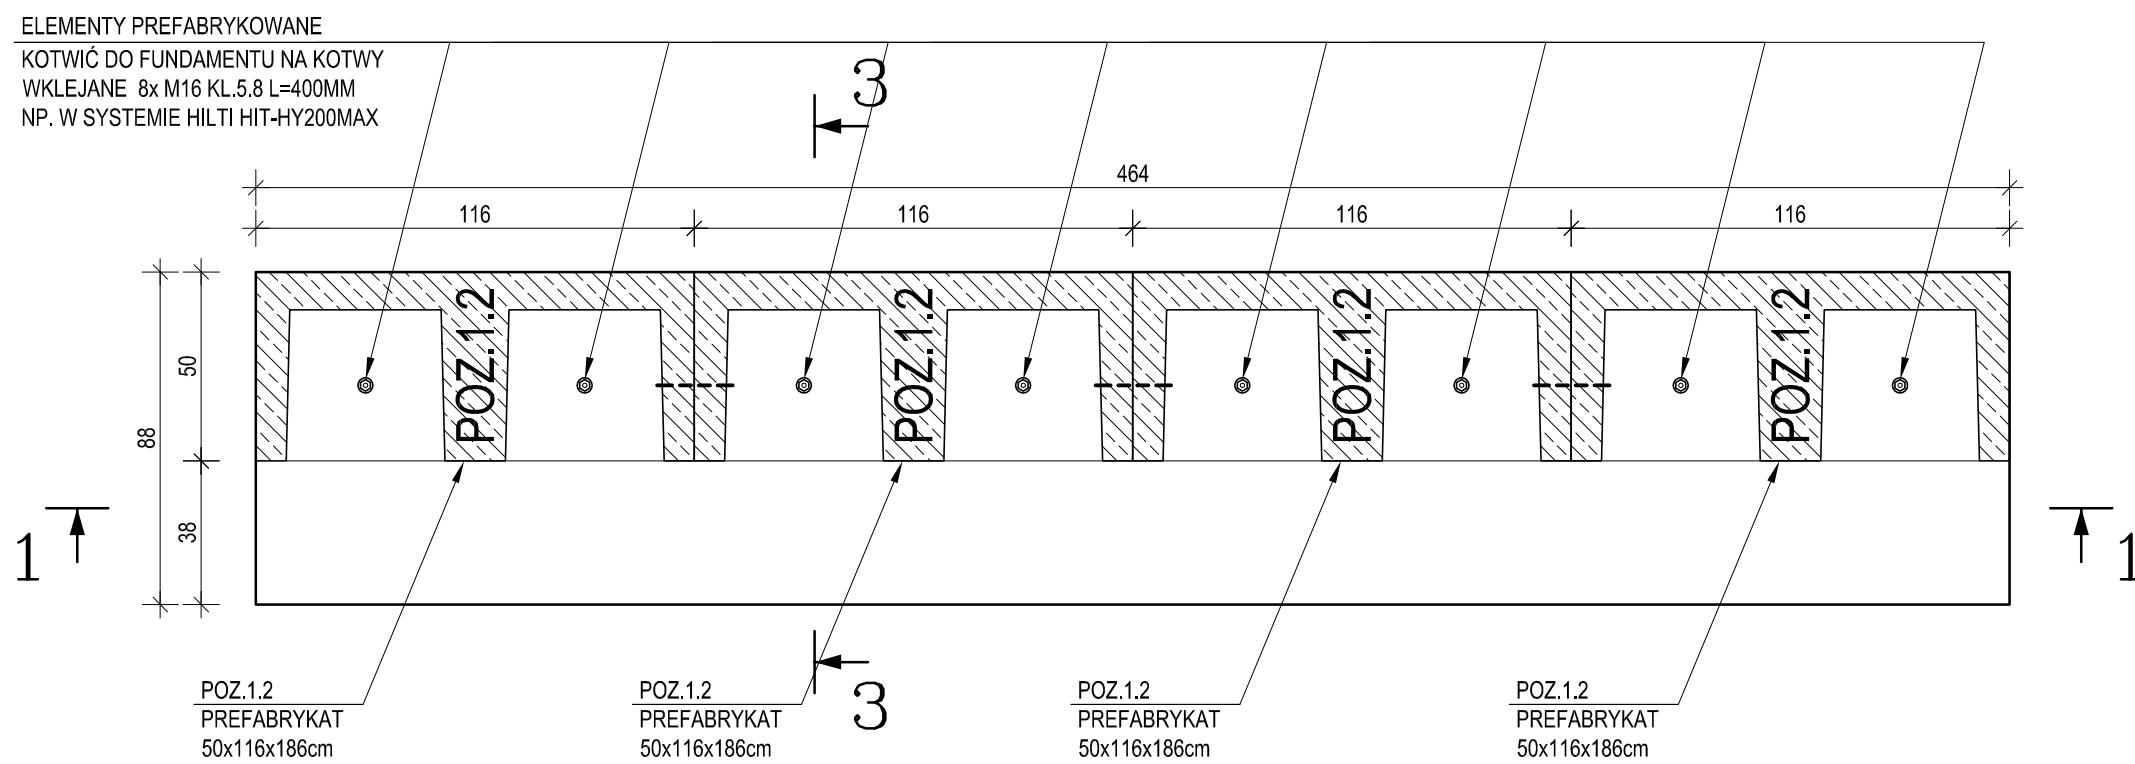 ELEMENTY PREFABRYKOWANE
KOTWIĆ DO FUNDAMENTU NA KOTWY
WKLEJANE 8x M16 KL.5.8 L=400MM
NP. W SYSTEMIE HILTI HIT-HY200MAX
3
464
116
116
116
116
POZ.1.2
POZ.1.2
POZ.1.2
POZ.1.2
50
88
38
1
1
3
POZ.1.2
PREFABRYKAT
50x116x186cm
POZ.1.2
PREFABRYKAT
50x116x186cm
POZ.1.2
PREFABRYKAT
50x116x186cm
POZ.1.2
PREFABRYKAT
50x116x186cm